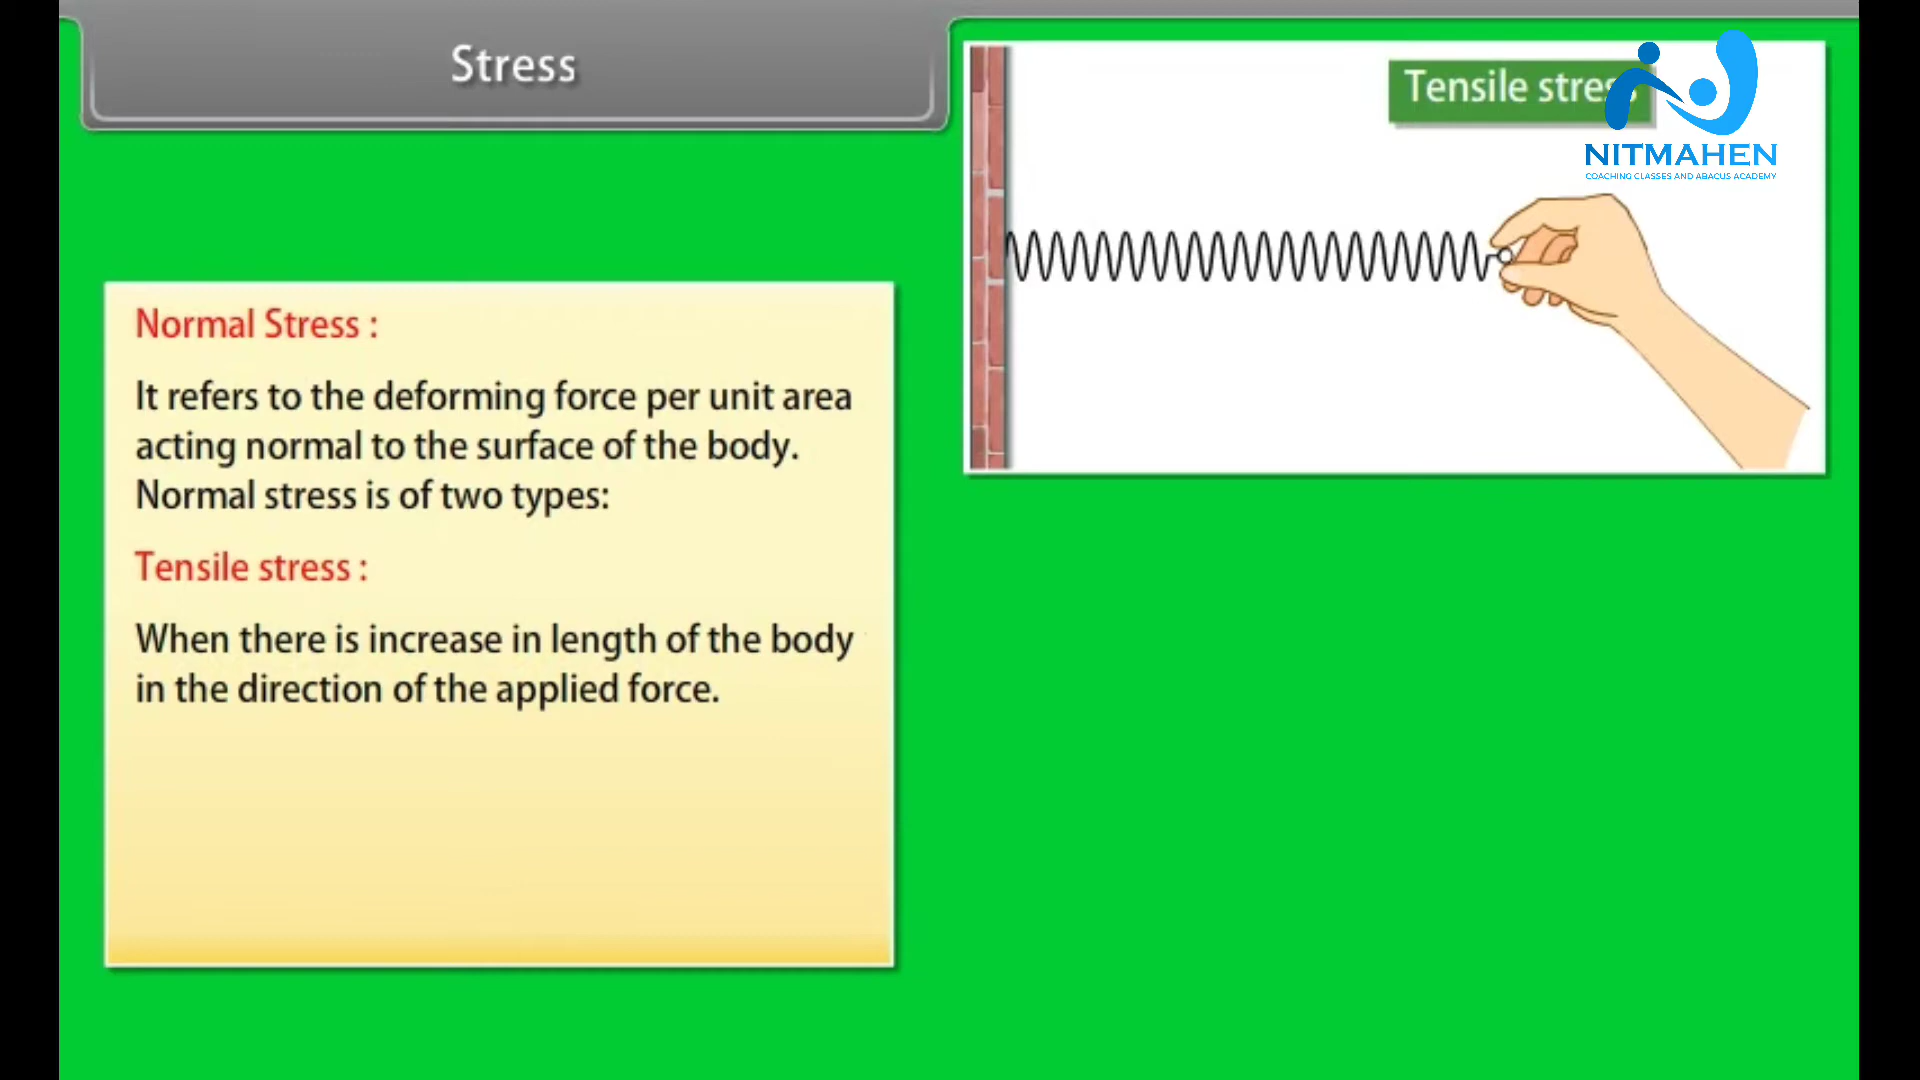 Stress
Normal Stress :
It refers to the deforming force per unit area
acting normal to the surface of the body.
Normal stress is of two types:
Tensile stress :
When there is increase in length of the body
in the direction of the applied force.
Tensile stress
NITMAHEN
COACHING CLASSES AND ABACUS ACADEMY